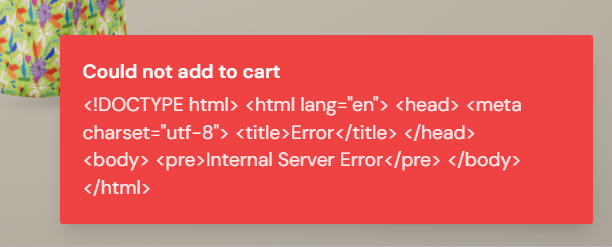 Could not add to cart
<!DOCTYPE html> <html lang="en"> <head> <meta
charset="utf-8"> <title>Error</title> </head>
<body> <pre>Internal Server Error</pre> </body>
</html>